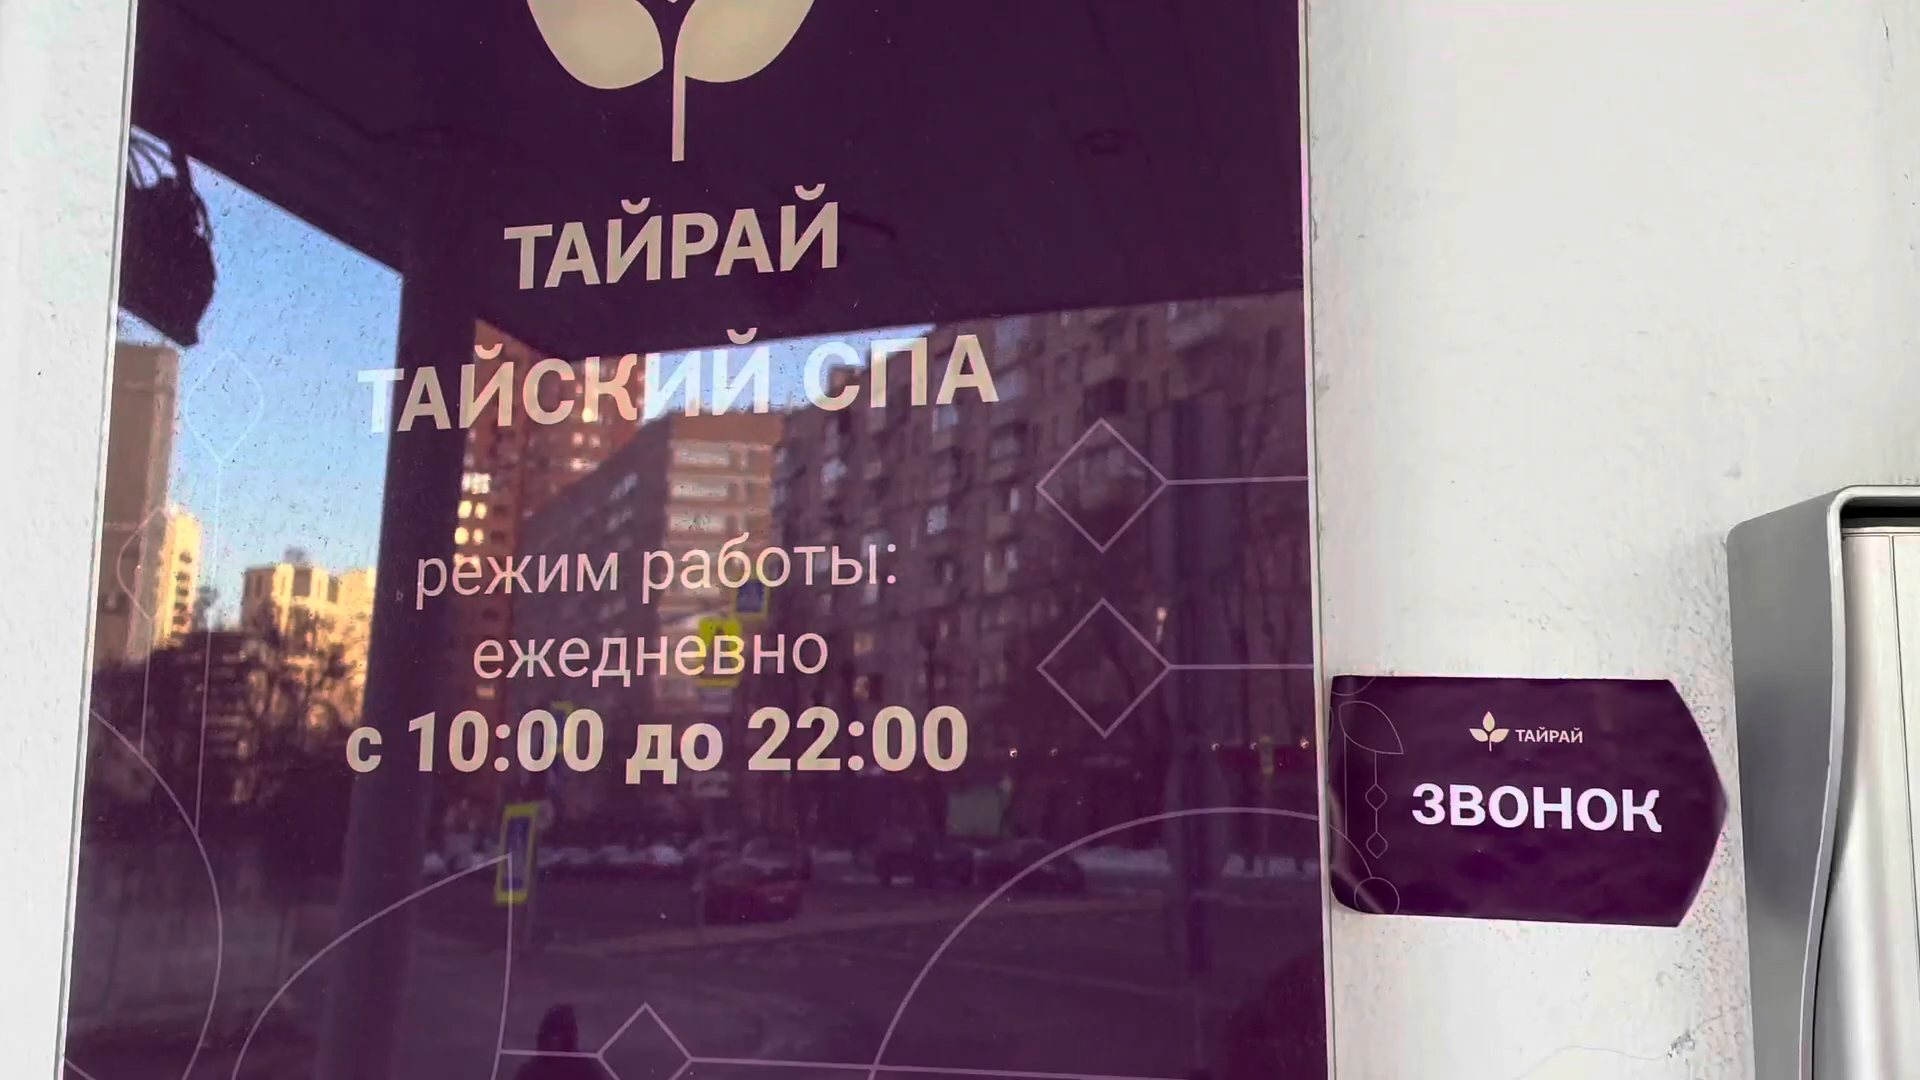 ТАЙРАЙ
ТАЙСКИЙ СПА
режим работы:
ежедневно
с 10:00 до 22:00
ТАЙРАЙ
ЗВОНОК